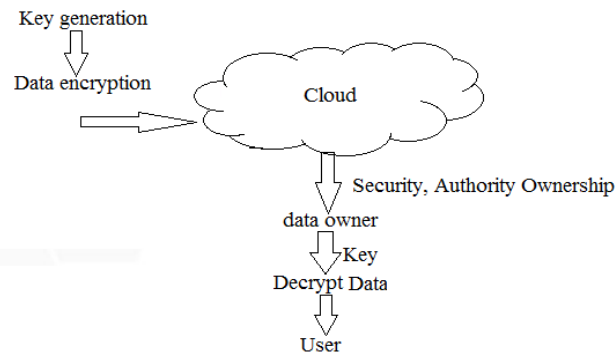 Key generation
Data encryption
Cloud
Security, Authority Ownership
data owner
Key
Decrypt Data
User